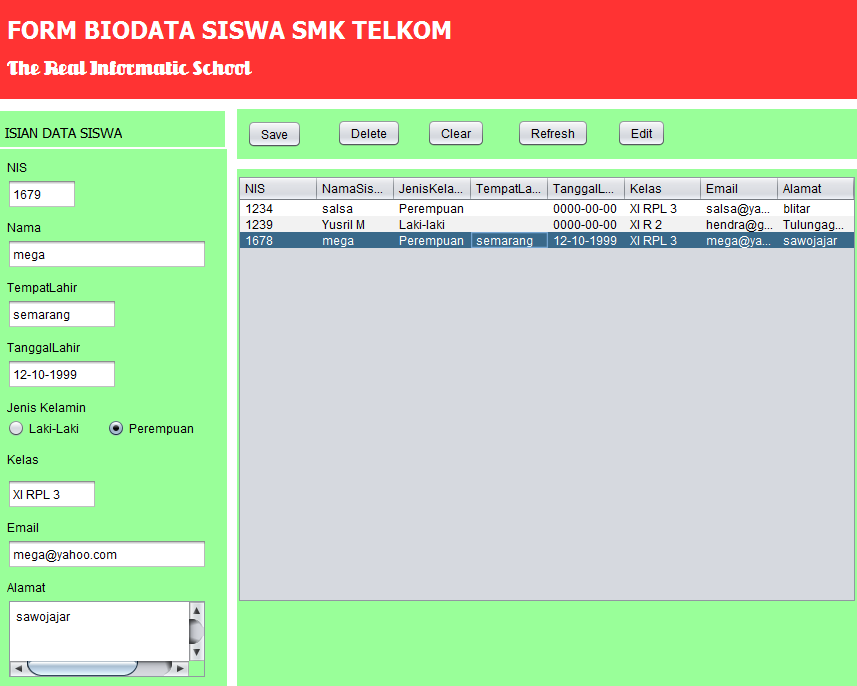 FORM BIODATA SISWA SMK TELKOM
The Real Informatic School
ISIAN DATA SISWA
NIS
1679
Nama
mega
TempatLahir
semarang
TanggalLahir
12-10-1999
Jenis Kelamin
Laki-Laki Perempuan
Kelas
XI RPL 3
Email
mega@yahoo.com
Alamat
sawojajar
Save Delete Clear Refresh Edit
NIS NamaSis... JenisKela... TempatLa... TanggalL... Kelas Email Alamat
1234 salsa Perempuan 0000-00-00 XI RPL 3 salsa@ya... blitar
1239 Yusril M Laki-laki 0000-00-00 XI R 2 hendra@g... Tulungag...
1678 mega Perempuan semarang 12-10-1999 XI RPL 3 mega@ya... sawojajar